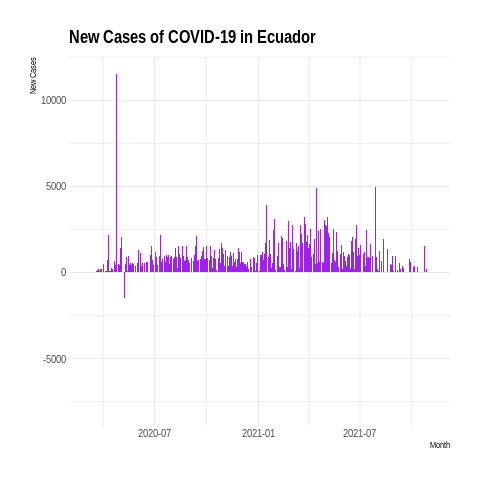 New Cases of COVID-19 in Ecuador
New Cases
10000
5000
0
-5000
2020-07
2021-01
2021-07
Month